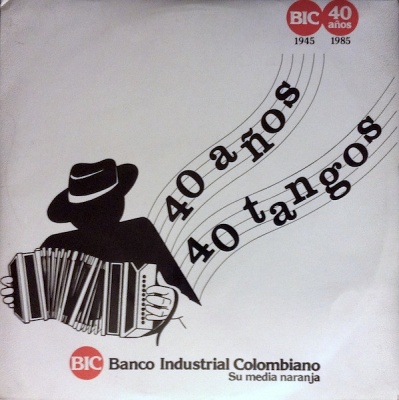 BIC 40 años
1945 1985
40 años
40 tangos
BIC Banco Industrial Colombiano
Su media naranja